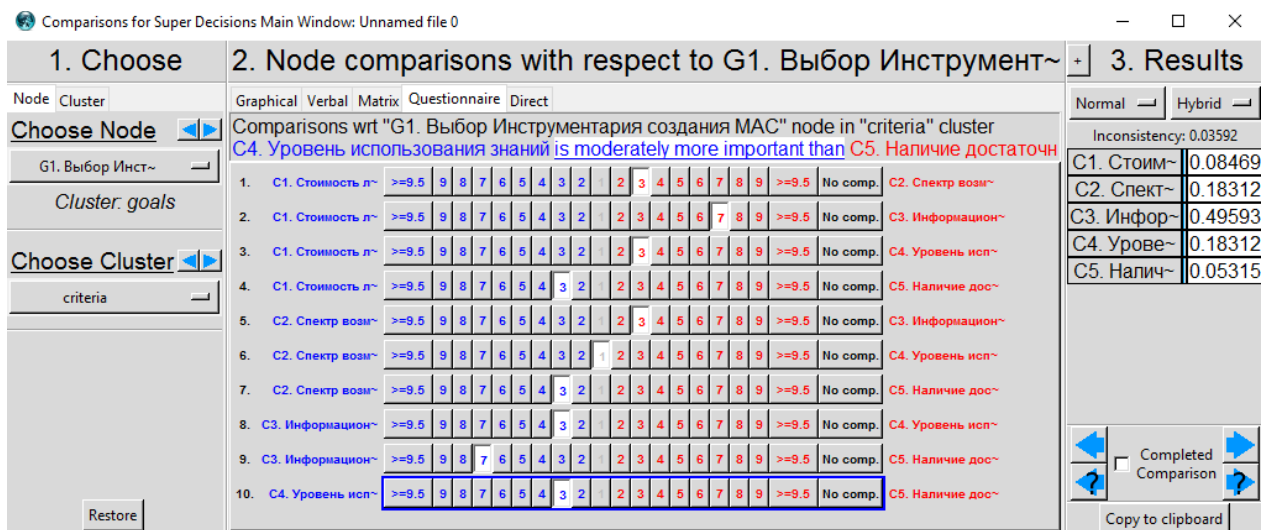 Comparisons for Super Decisions Main Window: Unnamed file 0
1. Choose
2. Node comparisons with respect to G1. Выбор Инструмент~
+
3. Results
Node Cluster
Graphical Verbal Matrix Questionnaire Direct
Normal Hybrid
Choose Node
Comparisons wrt "G1. Выбор Инструментария создания МАС" node in "criteria" cluster
Inconsistency: 0.03592
G1. Выбор Инст~
C4. Уровень использования знаний is moderately more important than C5. Наличие достаточн
Cluster: goals
Choose Cluster
criteria
1. C1. Стоимость л~ >=9.5 9 8 7 6 5 4 3 2 1 2 3 4 5 6 7 8 9 >=9.5 No comp. C2. Спектр возм~
2. C1. Стоимость л~ >=9.5 9 8 7 6 5 4 3 2 1 2 3 4 5 6 7 8 9 >=9.5 No comp. C3. Информацион~
3. C1. Стоимость л~ >=9.5 9 8 7 6 5 4 3 2 1 2 3 4 5 6 7 8 9 >=9.5 No comp. C4. Уровень исп~
4. C1. Стоимость л~ >=9.5 9 8 7 6 5 4 3 2 1 2 3 4 5 6 7 8 9 >=9.5 No comp. C5. Наличие дос~
5. C2. Спектр возм~ >=9.5 9 8 7 6 5 4 3 2 1 2 3 4 5 6 7 8 9 >=9.5 No comp. C3. Информацион~
6. C2. Спектр возм~ >=9.5 9 8 7 6 5 4 3 2 1 2 3 4 5 6 7 8 9 >=9.5 No comp. C4. Уровень исп~
7. C2. Спектр возм~ >=9.5 9 8 7 6 5 4 3 2 1 2 3 4 5 6 7 8 9 >=9.5 No comp. C5. Наличие дос~
8. C3. Информацион~ >=9.5 9 8 7 6 5 4 3 2 1 2 3 4 5 6 7 8 9 >=9.5 No comp. C4. Уровень исп~
9. C3. Информацион~ >=9.5 9 8 7 6 5 4 3 2 1 2 3 4 5 6 7 8 9 >=9.5 No comp. C5. Наличие дос~
10. C4. Уровень исп~ >=9.5 9 8 7 6 5 4 3 2 1 2 3 4 5 6 7 8 9 >=9.5 No comp. C5. Наличие дос~
C1. Стоим~ 0.08469
C2. Спект~ 0.18312
C3. Инфор~ 0.49593
C4. Урове~ 0.18312
C5. Налич~ 0.05315
Completed
Comparison
? ?
Restore
Copy to clipboard